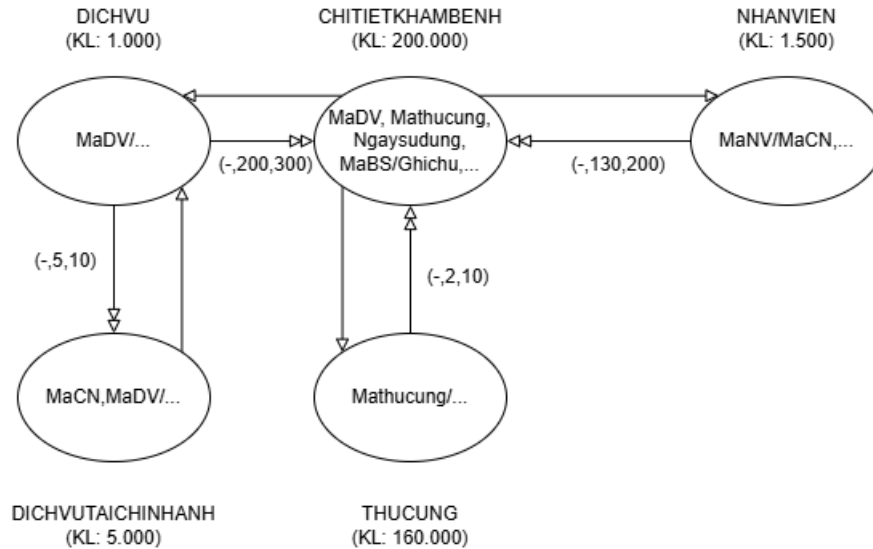 DICHVU
(KL: 1.000)
CHITIETKHAMBENH
(KL: 200.000)
NHANVIEN
(KL: 1.500)
MaDV/...
MaDV, Mathucung,
Ngaysudung,
MaBS/Ghichu,...
MaNV/MaCN,...
(-,200,300)
(-,130,200)
(-,5,10)
(-,2,10)
MaCN,MaDV/...
Mathucung/...
DICHVUTAICHINHANH
(KL: 5.000)
THUCUNG
(KL: 160.000)